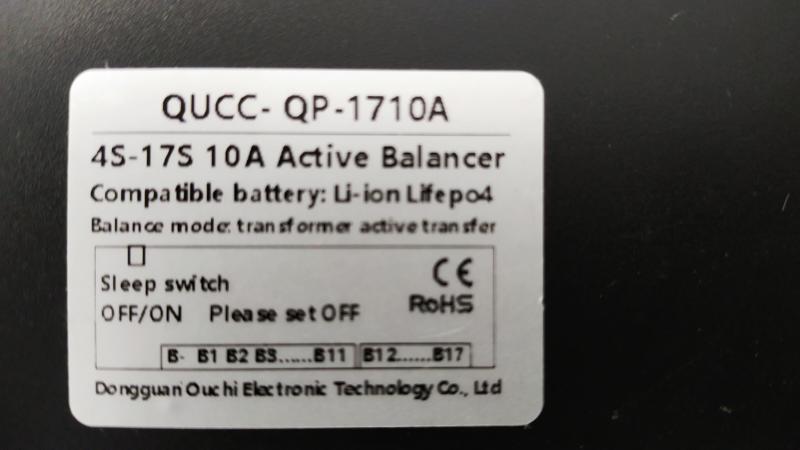 QUCC- QP-1710A
4S-17S 10A Active Balancer
Compatible battery: Li-ion Lifepo4
Balance mode: transformer active transfer
Sleep switch
CE
OFF/ON Please set OFF
RoHS
B- B1 B2 B3......B11 B12......B17
Dongguan Ouchi Electronic Technology Co., Ltd